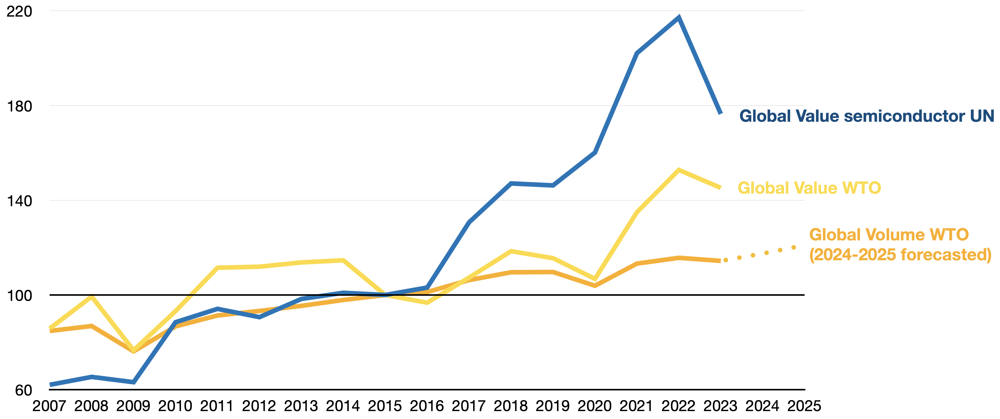 220
180
Global Value semiconductor UN
140
Global Value WTO
Global Volume WTO
(2024-2025 forecasted)
100
60
2007 2008 2009 2010 2011 2012 2013 2014 2015 2016 2017 2018 2019 2020 2021 2022 2023 2024 2025